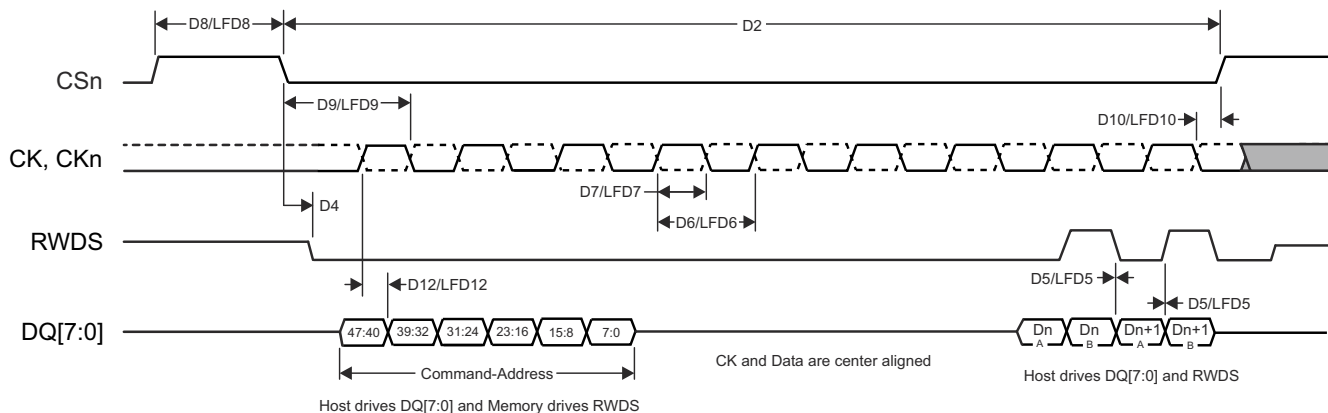 D8/LFD8
D2
CSn
D9/LFD9
D10/LFD10
CK, CKn
D7/LFD7
D4
D6/LFD6
RWDS
D12/LFD12
D5/LFD5
D5/LFD5
DQ[7:0]
47:40 39:32 31:24 23:16 15:8 7:0
Dn A Dn B Dn+1 A Dn+1 B
CK and Data are center aligned
Command-Address
Host drives DQ[7:0] and RWDS
Host drives DQ[7:0] and Memory drives RWDS